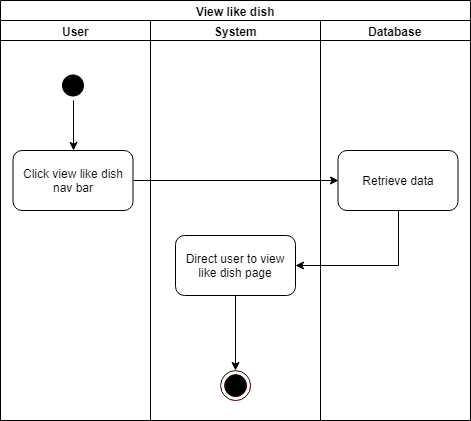 View like dish
User
System
Database
Click view like dish
nav bar
Retrieve data
Direct user to view
like dish page